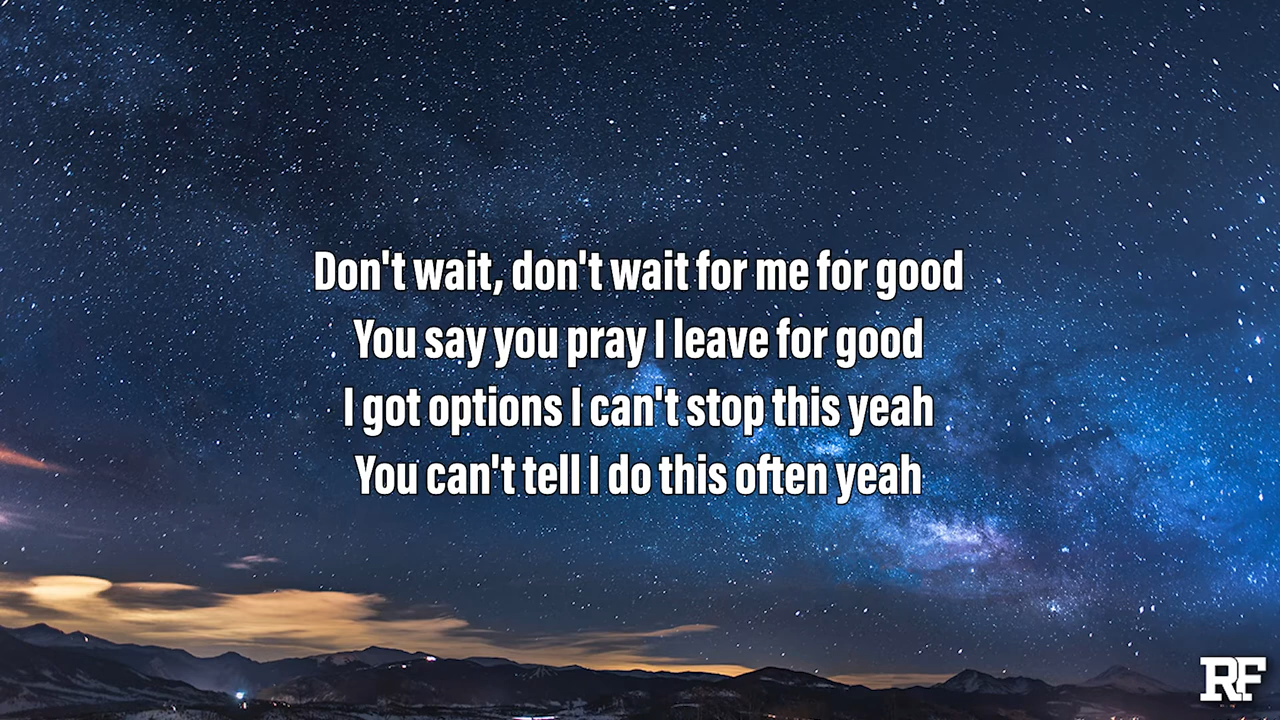 Don't wait, don't wait for me for good
You say you pray I leave for good
I got options I can't stop this yeah
You can't tell I do this often yeah
RF